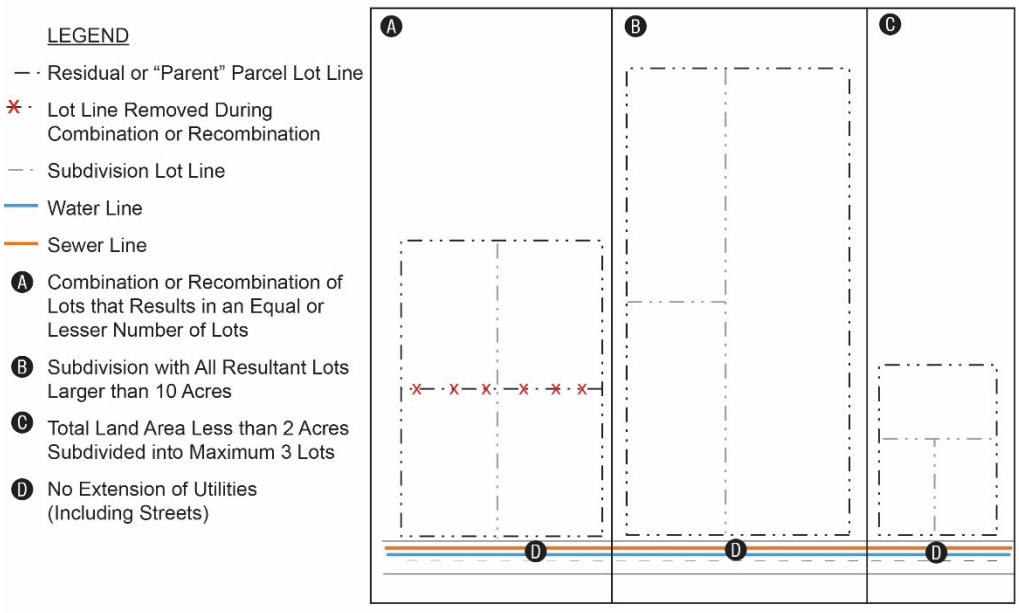 LEGEND
Residual or “Parent” Parcel Lot Line
Lot Line Removed During
Combination or Recombination
Subdivision Lot Line
Water Line
Sewer Line
A Combination or Recombination of
Lots that Results in an Equal or
Lesser Number of Lots
B Subdivision with All Resultant Lots
Larger than 10 Acres
C Total Land Area Less than 2 Acres
Subdivided into Maximum 3 Lots
D No Extension of Utilities
(Including Streets)
A
B
C
D
D
D